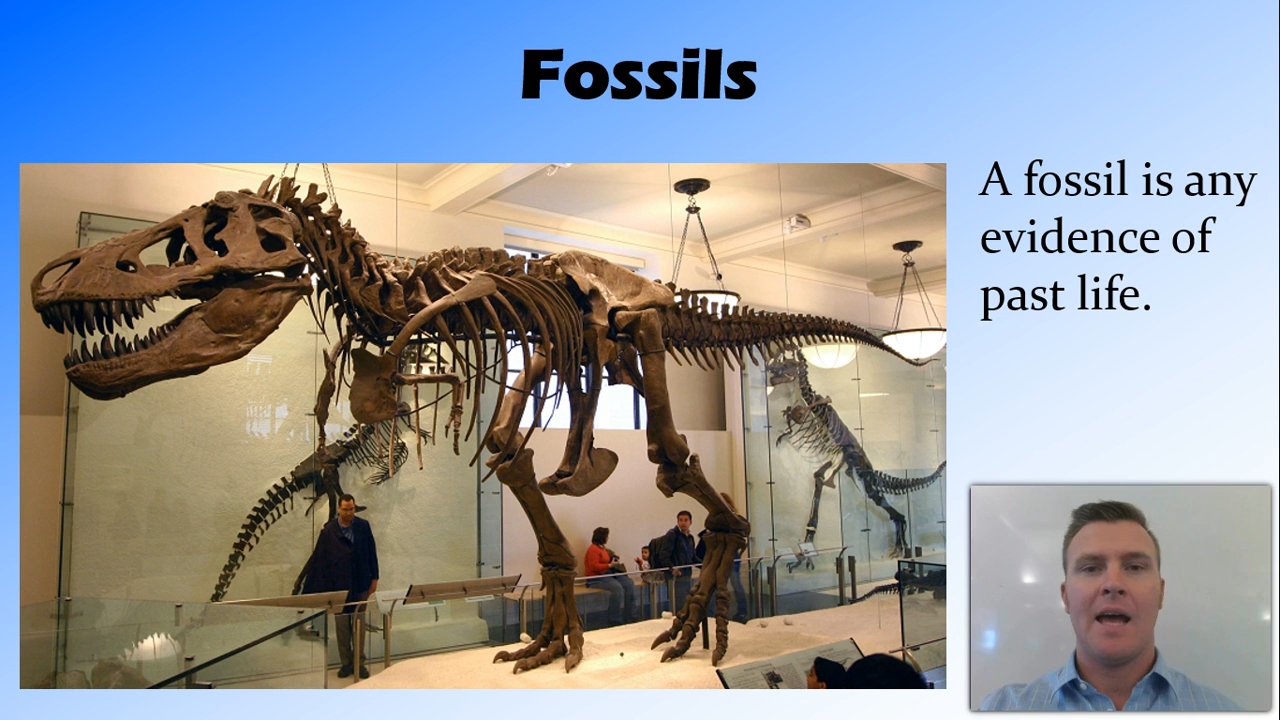 Fossils
A fossil is any
evidence of
past life.